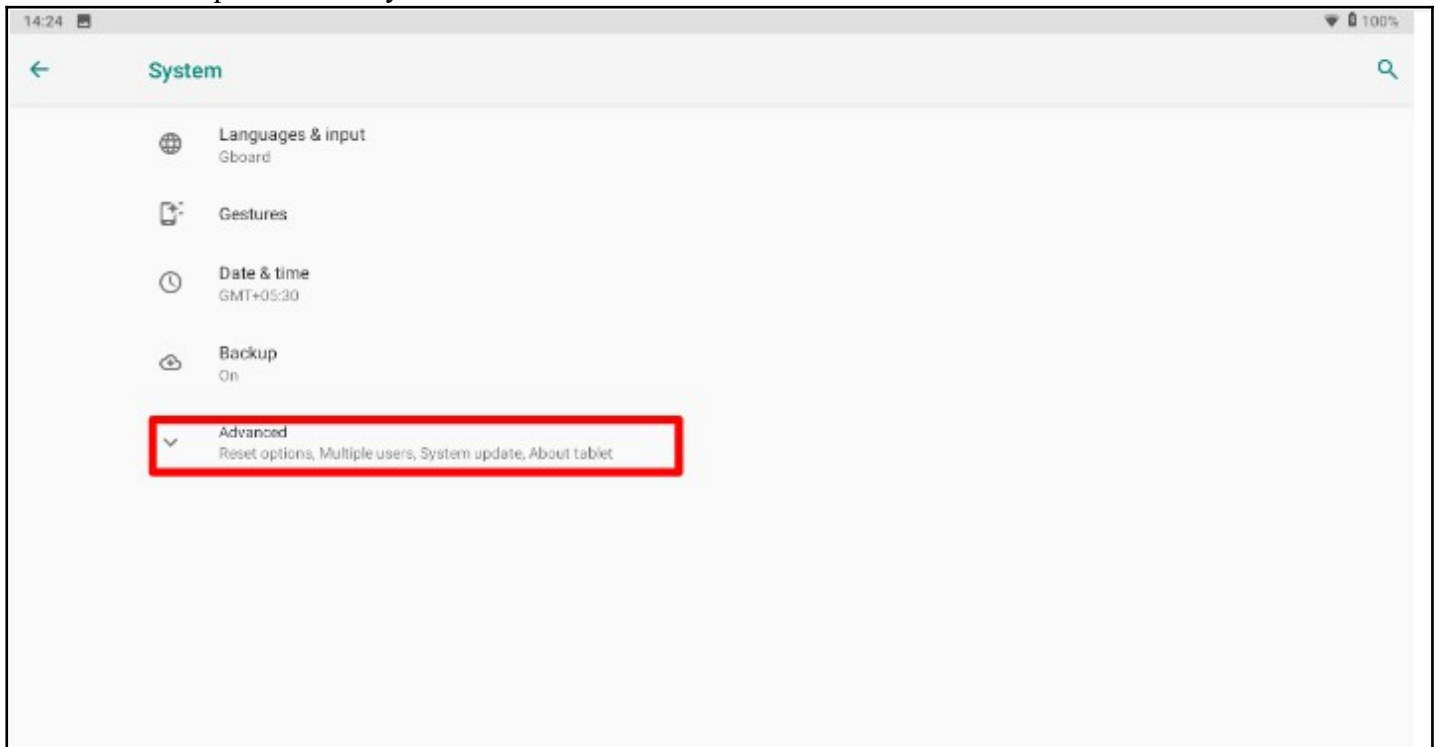 14:24 100%
System
Languages & input
Gboard
Gestures
Date & time
GMT+05:30
Backup
On
Advanced
Reset options, Multiple users, System update, About tablet